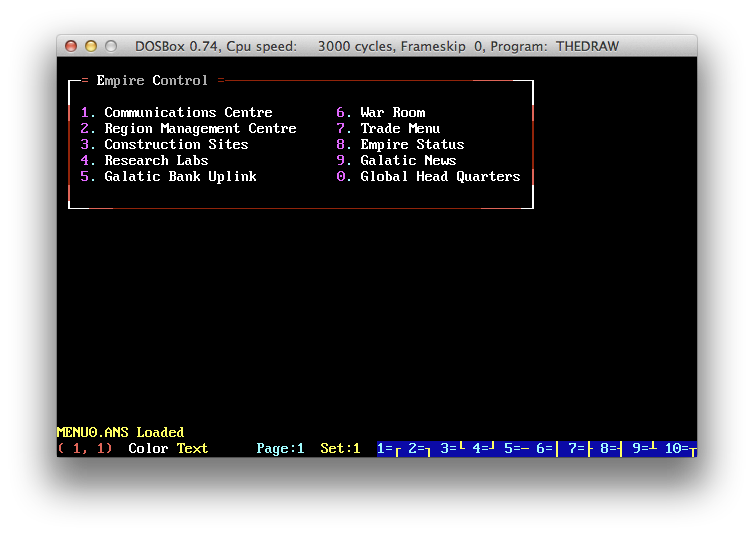 DOSBox 0.74, Cpu speed: 3000 cycles, Frameskip 0, Program: THEDRAW
= Empire Control =
1. Communications Centre 6. War Room
2. Region Management Centre 7. Trade Menu
3. Construction Sites 8. Empire Status
4. Research Labs 9. Galatic News
5. Galatic Bank Uplink 0. Global Head Quarters
MENU0.ANS Loaded
( 1, 1) Color Text Page:1 Set:1 1=┌ 2=┐ 3=└ 4=┘ 5=─ 6=│ 7=├ 8=┤ 9=┴ 10=┬